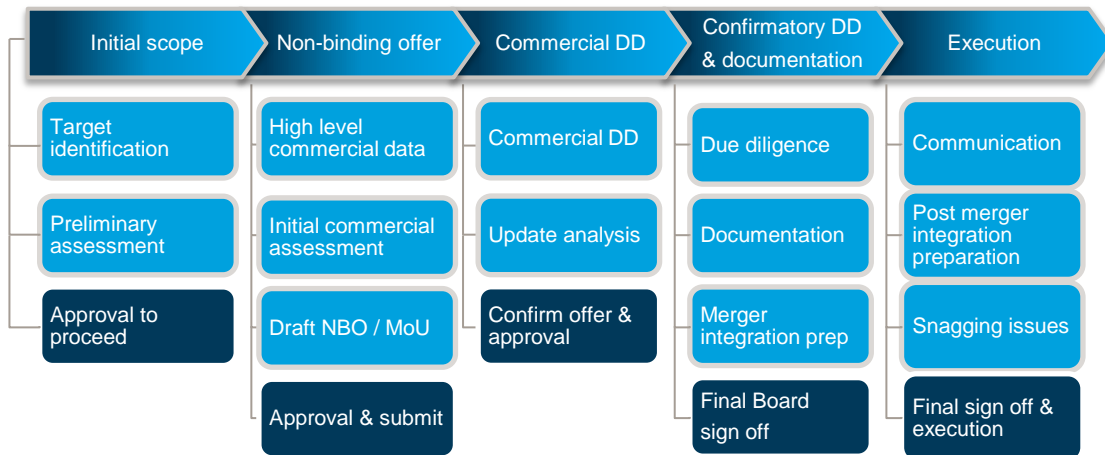 Initial scope
Non-binding offer
Commercial DD
Confirmatory DD
& documentation
Execution
Target
identification
Preliminary
assessment
Approval to
proceed
High level
commercial data
Initial commercial
assessment
Draft NBO / MoU
Approval & submit
Commercial DD
Update analysis
Confirm offer &
approval
Due diligence
Documentation
Merger
integration prep
Final Board
sign off
Communication
Post merger
integration
preparation
Snagging issues
Final sign off &
execution